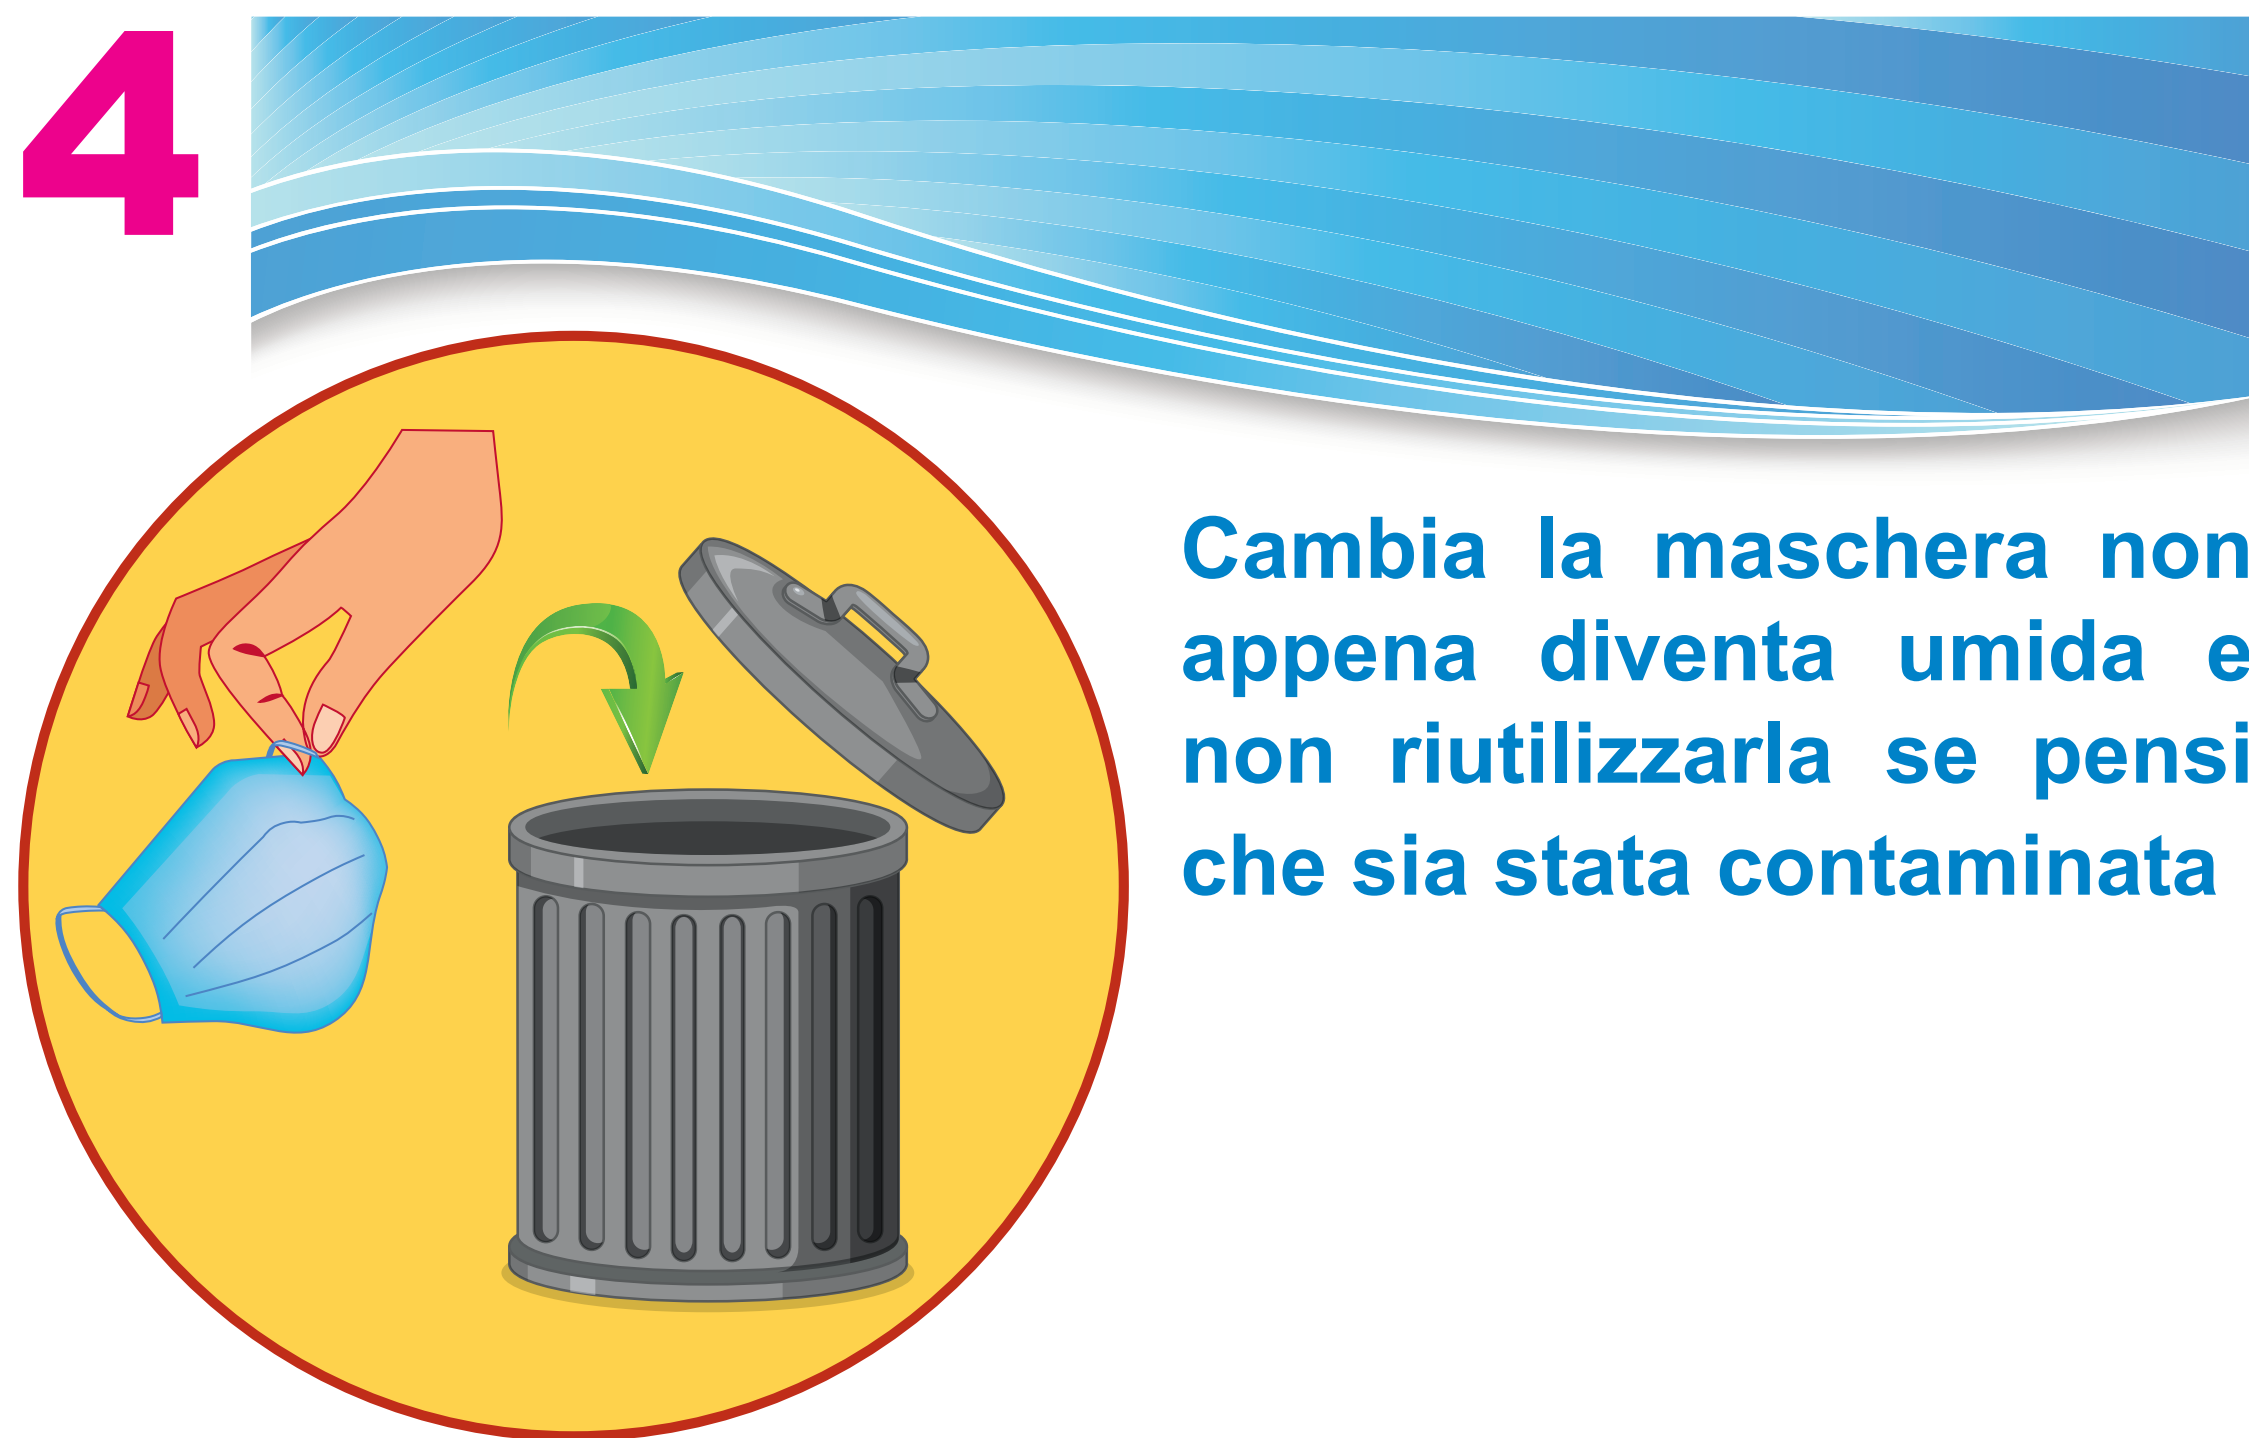 4
Cambia la maschera non
appena diventa umida e
non riutilizzarla se pensi
che sia stata contaminata